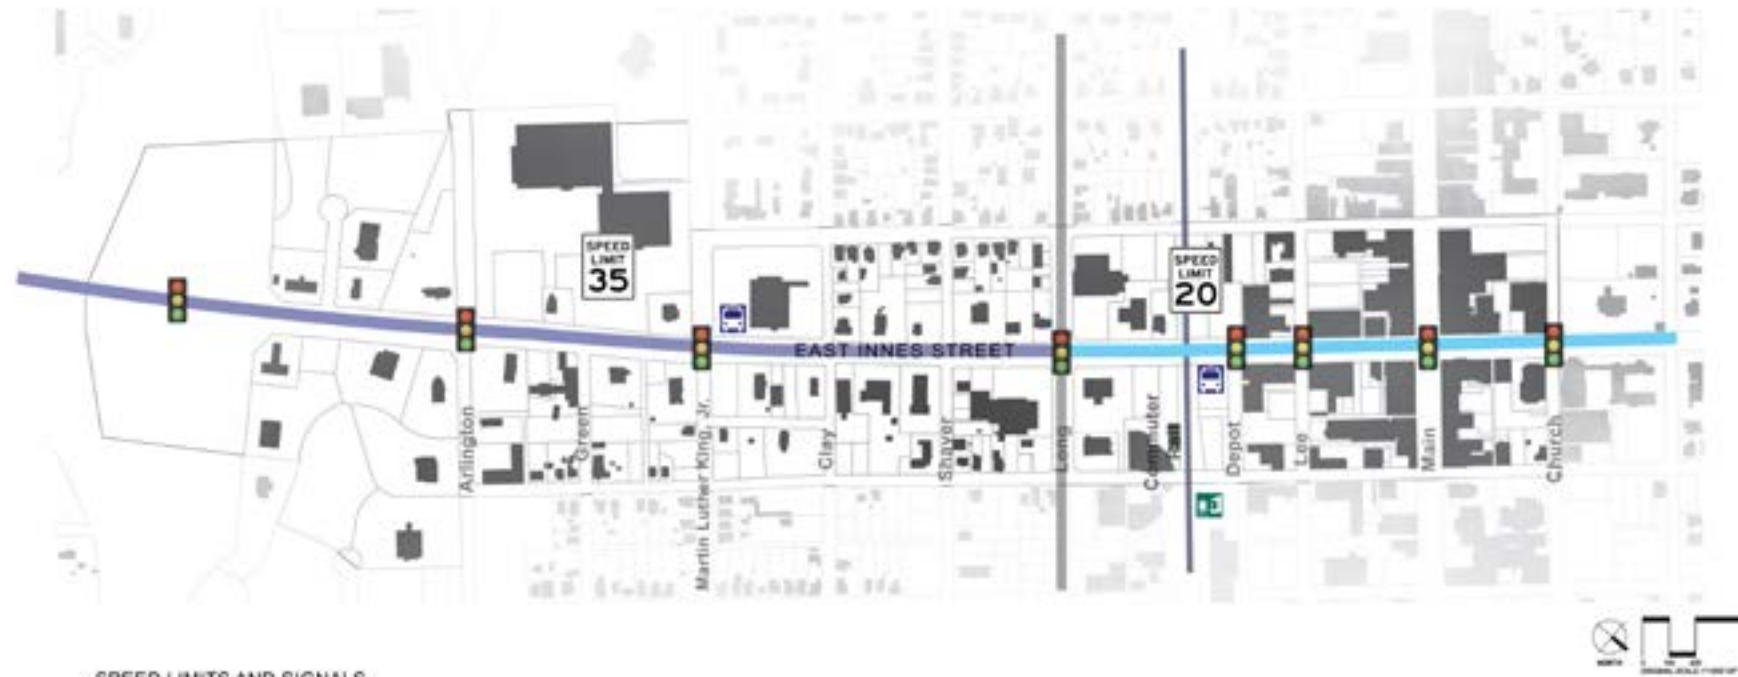 SPEED
LIMIT
35
SPEED
LIMIT
20
EAST INNES STREET
Arlington
Green
Martin Luther King, Jr.
Clay
Shaver
Long
Commuter
Rail
Depot
Lee
Main
Church
NORTH
SPEED LIMITS AND SIGNALS